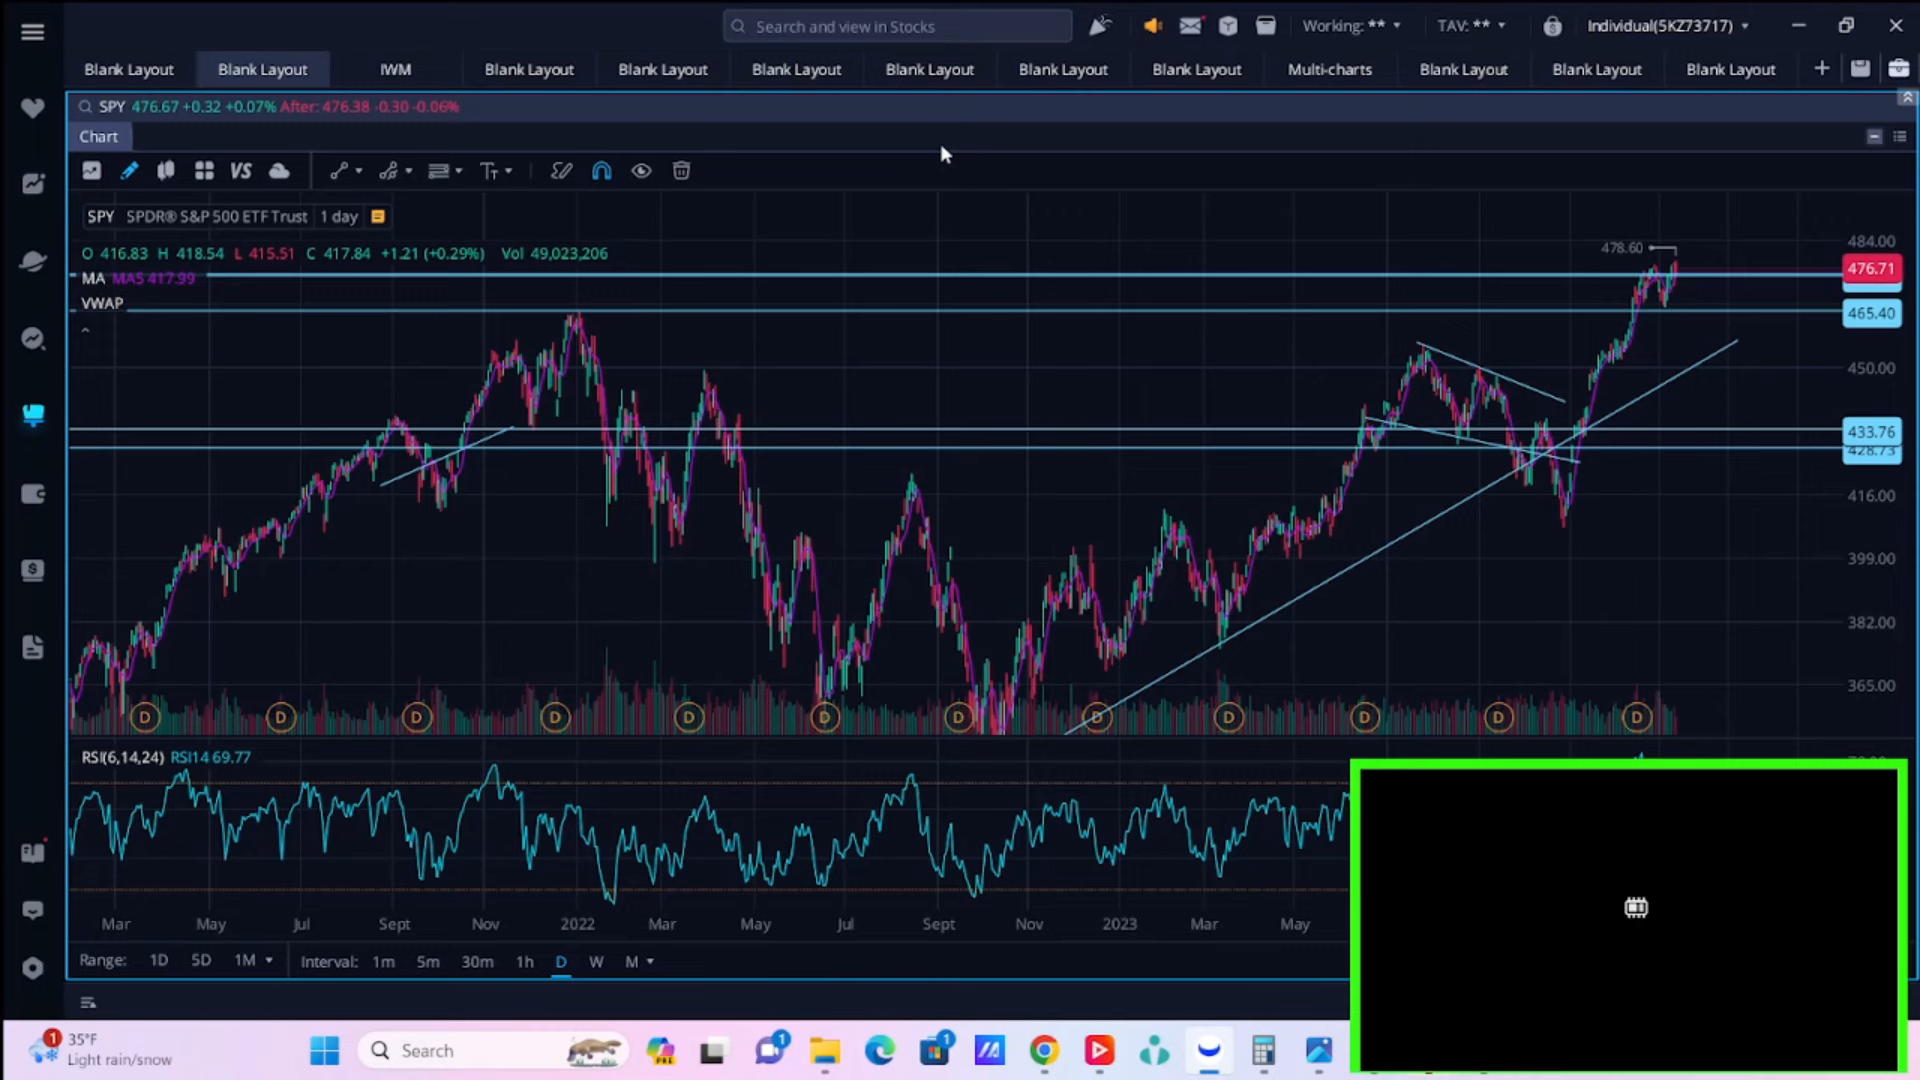 Search and view in Stocks
Working: **
TAV: **
Individual(5KZ73717)
Blank Layout
Blank Layout
IWM
Blank Layout
Blank Layout
Blank Layout
Blank Layout
Blank Layout
Blank Layout
Multi-charts
Blank Layout
Blank Layout
Blank Layout
SPY 476.67 +0.32 +0.07% After: 476.38 -0.30 -0.06%
Chart
VS
SPY SPDR® S&P 500 ETF Trust 1 day
O 416.83 H 418.54 L 415.51 C 417.84 +1.21 (+0.29%) Vol 49,023,206
MA MA5 417.99
VWAP
478.60
484.00
476.71
465.40
450.00
433.76
428.73
416.00
399.00
382.00
365.00
D D D D D D D D D D D D
RSI(6,14,24) RSI14 69.77
Mar May Jul Sept Nov 2022 Mar May Jul Sept Nov 2023 Mar May
Range: 1D 5D 1M Interval: 1m 5m 30m 1h D W M
1
35°F
Light rain/snow
Search
PRE
1
1